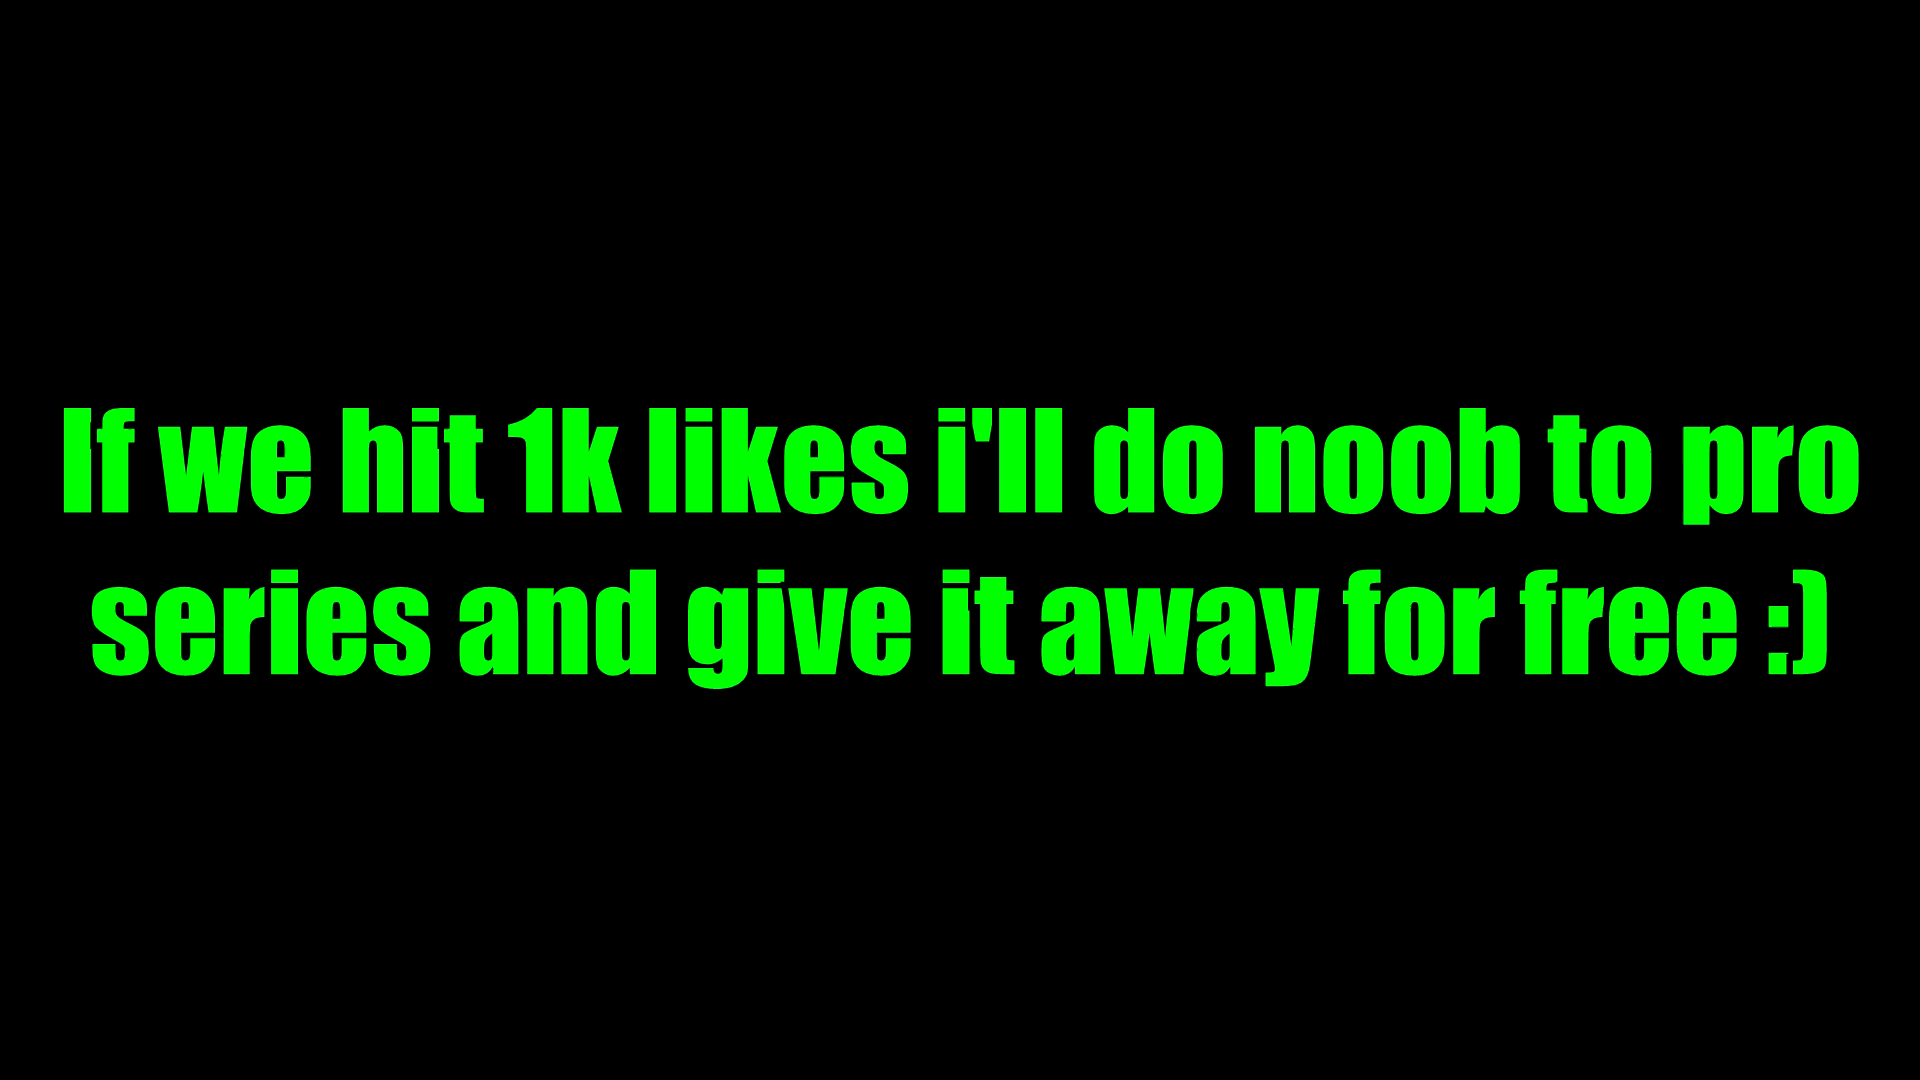 If we hit 1k likes i'll do noob to pro
series and give it away for free :)